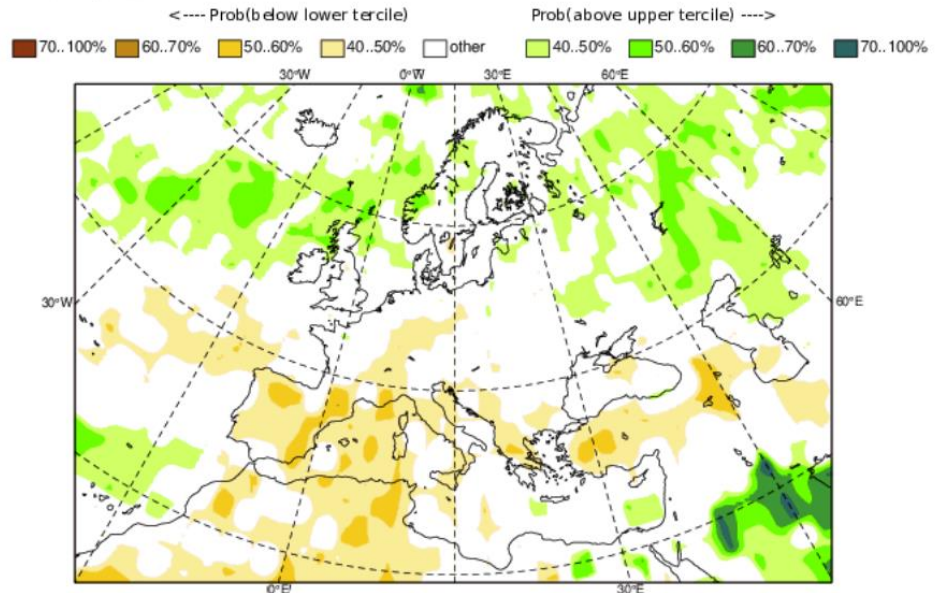 <---- Prob(below lower tercile) Prob(above upper tercile) ---->
70..100% 60..70% 50..60% 40..50% other 40..50% 50..60% 60..70% 70..100%
30°W 0°W 30°E 60°E
30°W 60°E
0°E 30°E